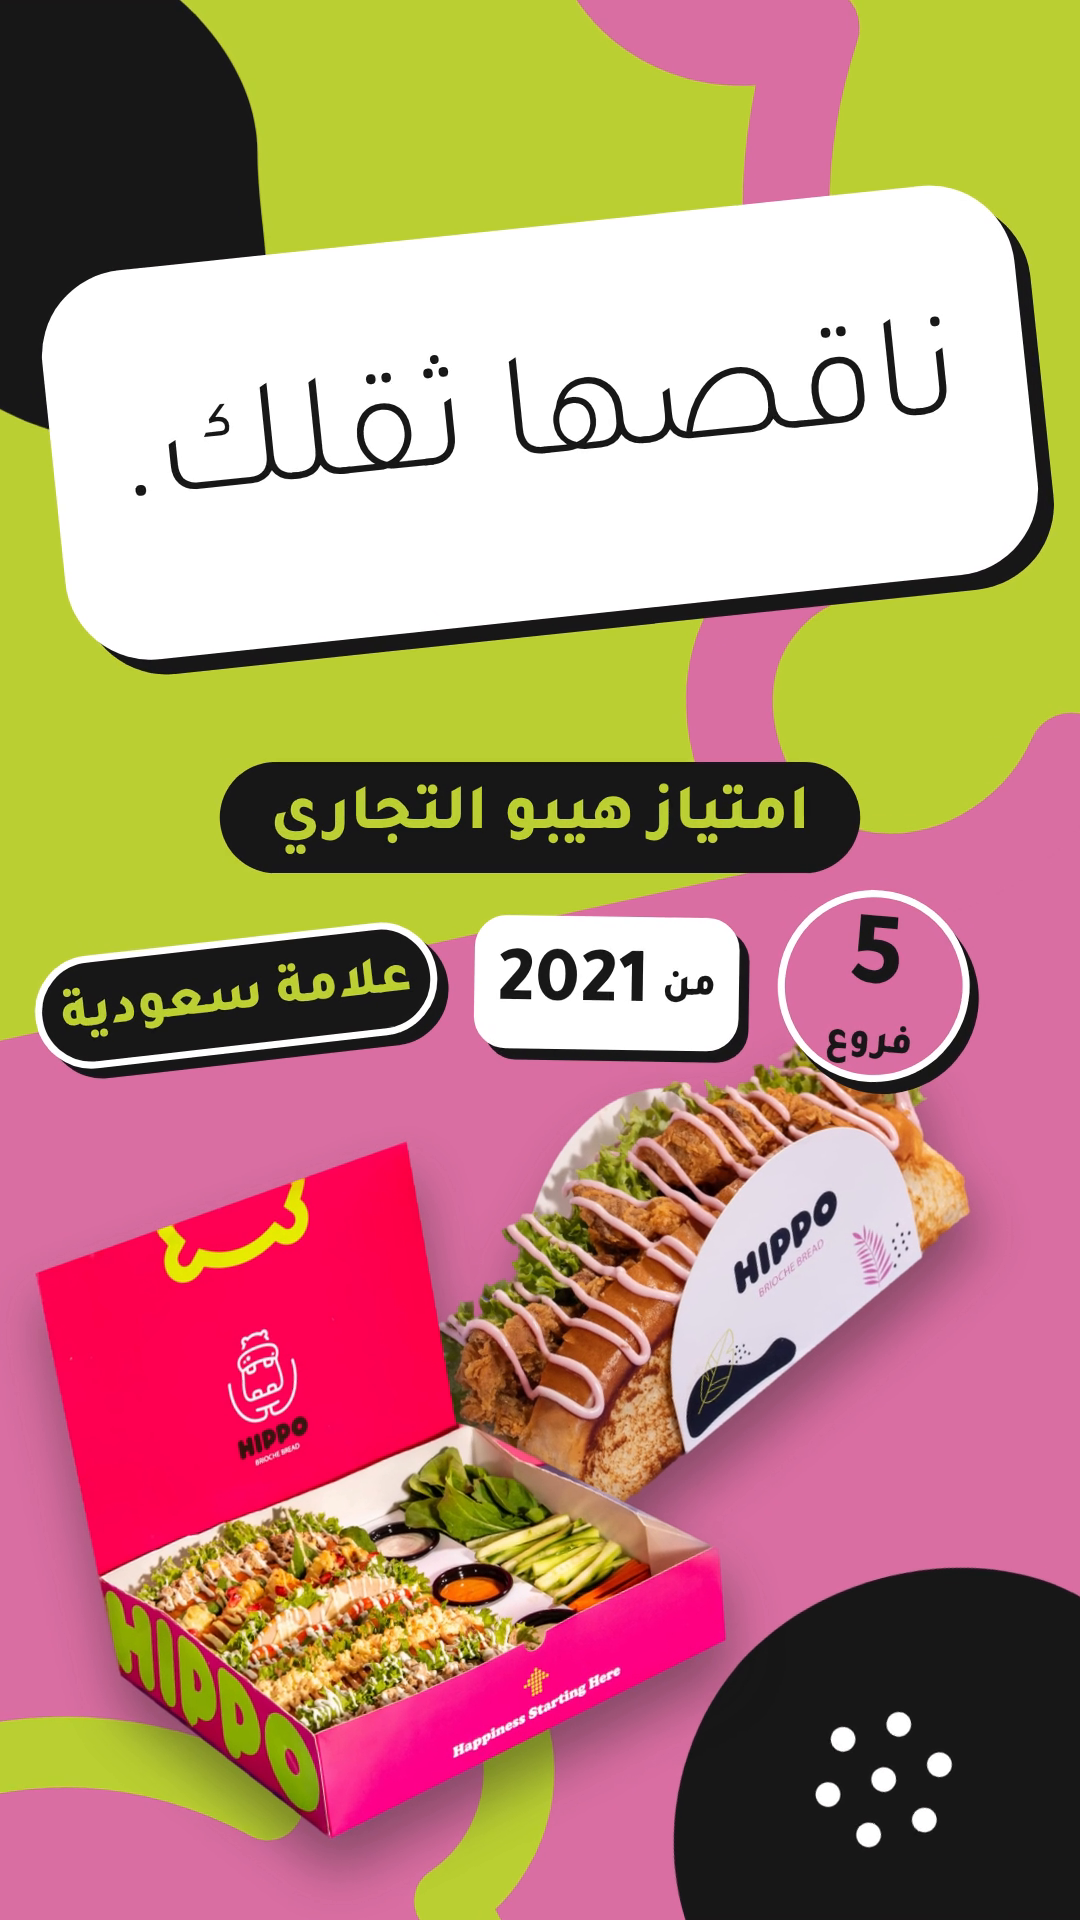 ناقصها ثقلك.
امتياز هيبو التجاري
5
فروع
من 2021
علامة سعودية
HIPPO
BRIOCHE BREAD
HIPPO
BRIOCHE BREAD
HIPPO
Happiness Starting Here